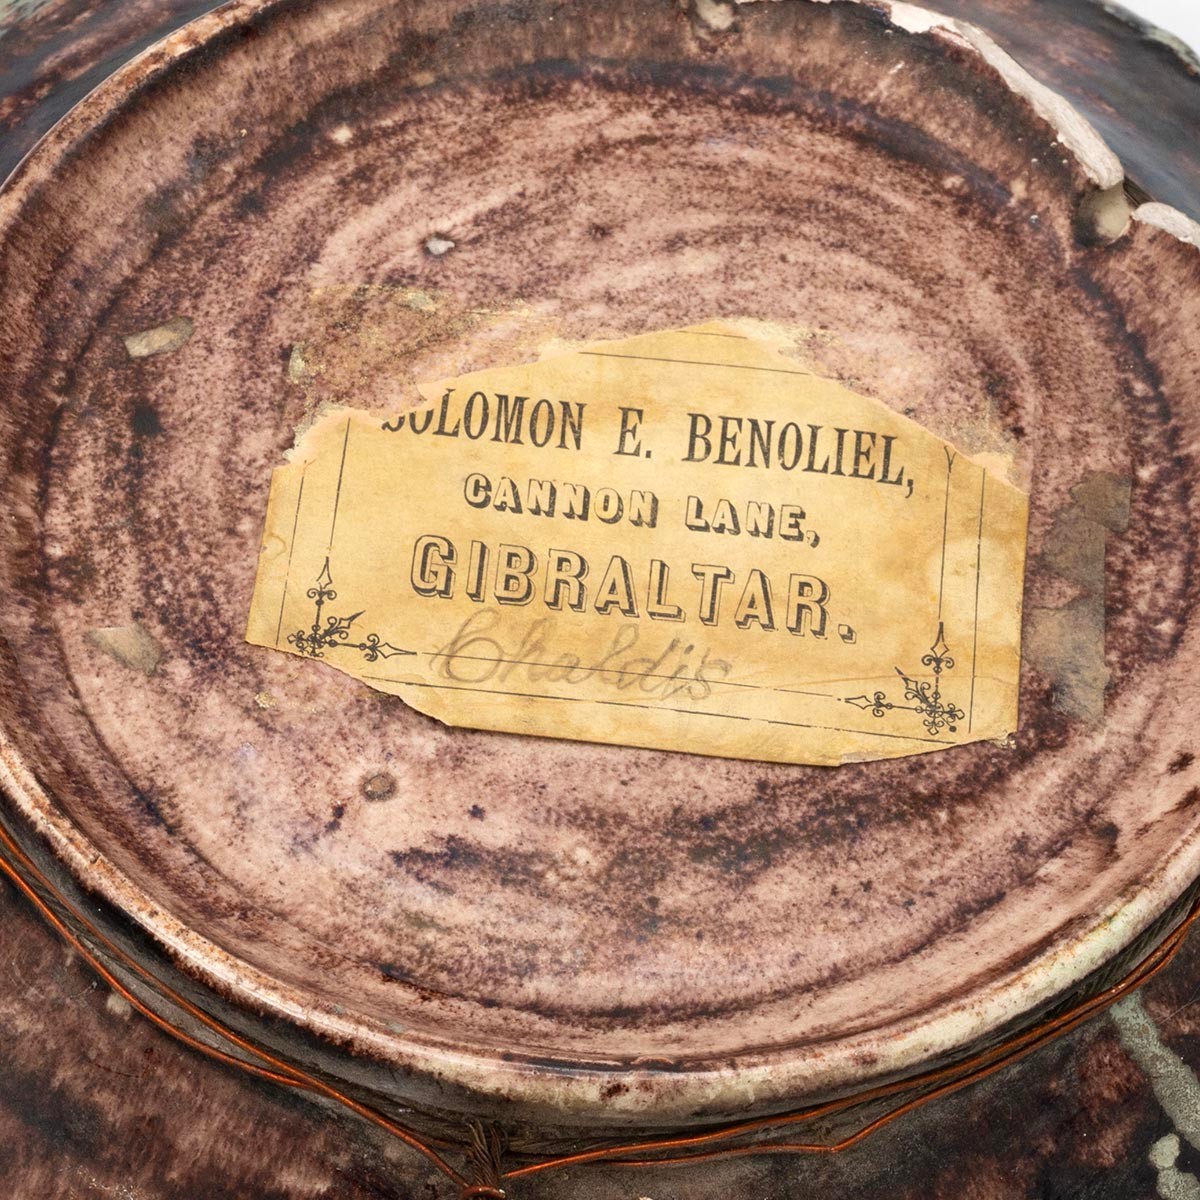 SOLOMON E. BENOLIEL,
CANNON LANE,
GIBRALTAR.
Chaldis